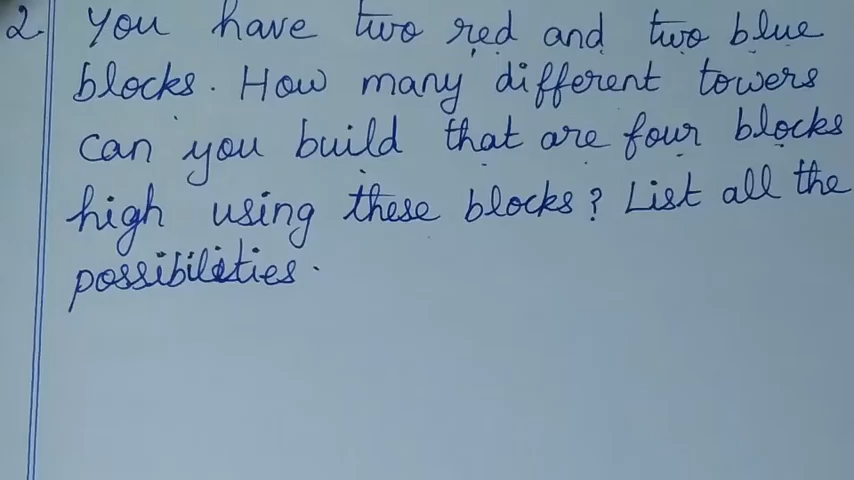 2. You have two red and two blue
blocks. How many different towers
can you build that are four blocks
high using these blocks? List all the
possibilities.